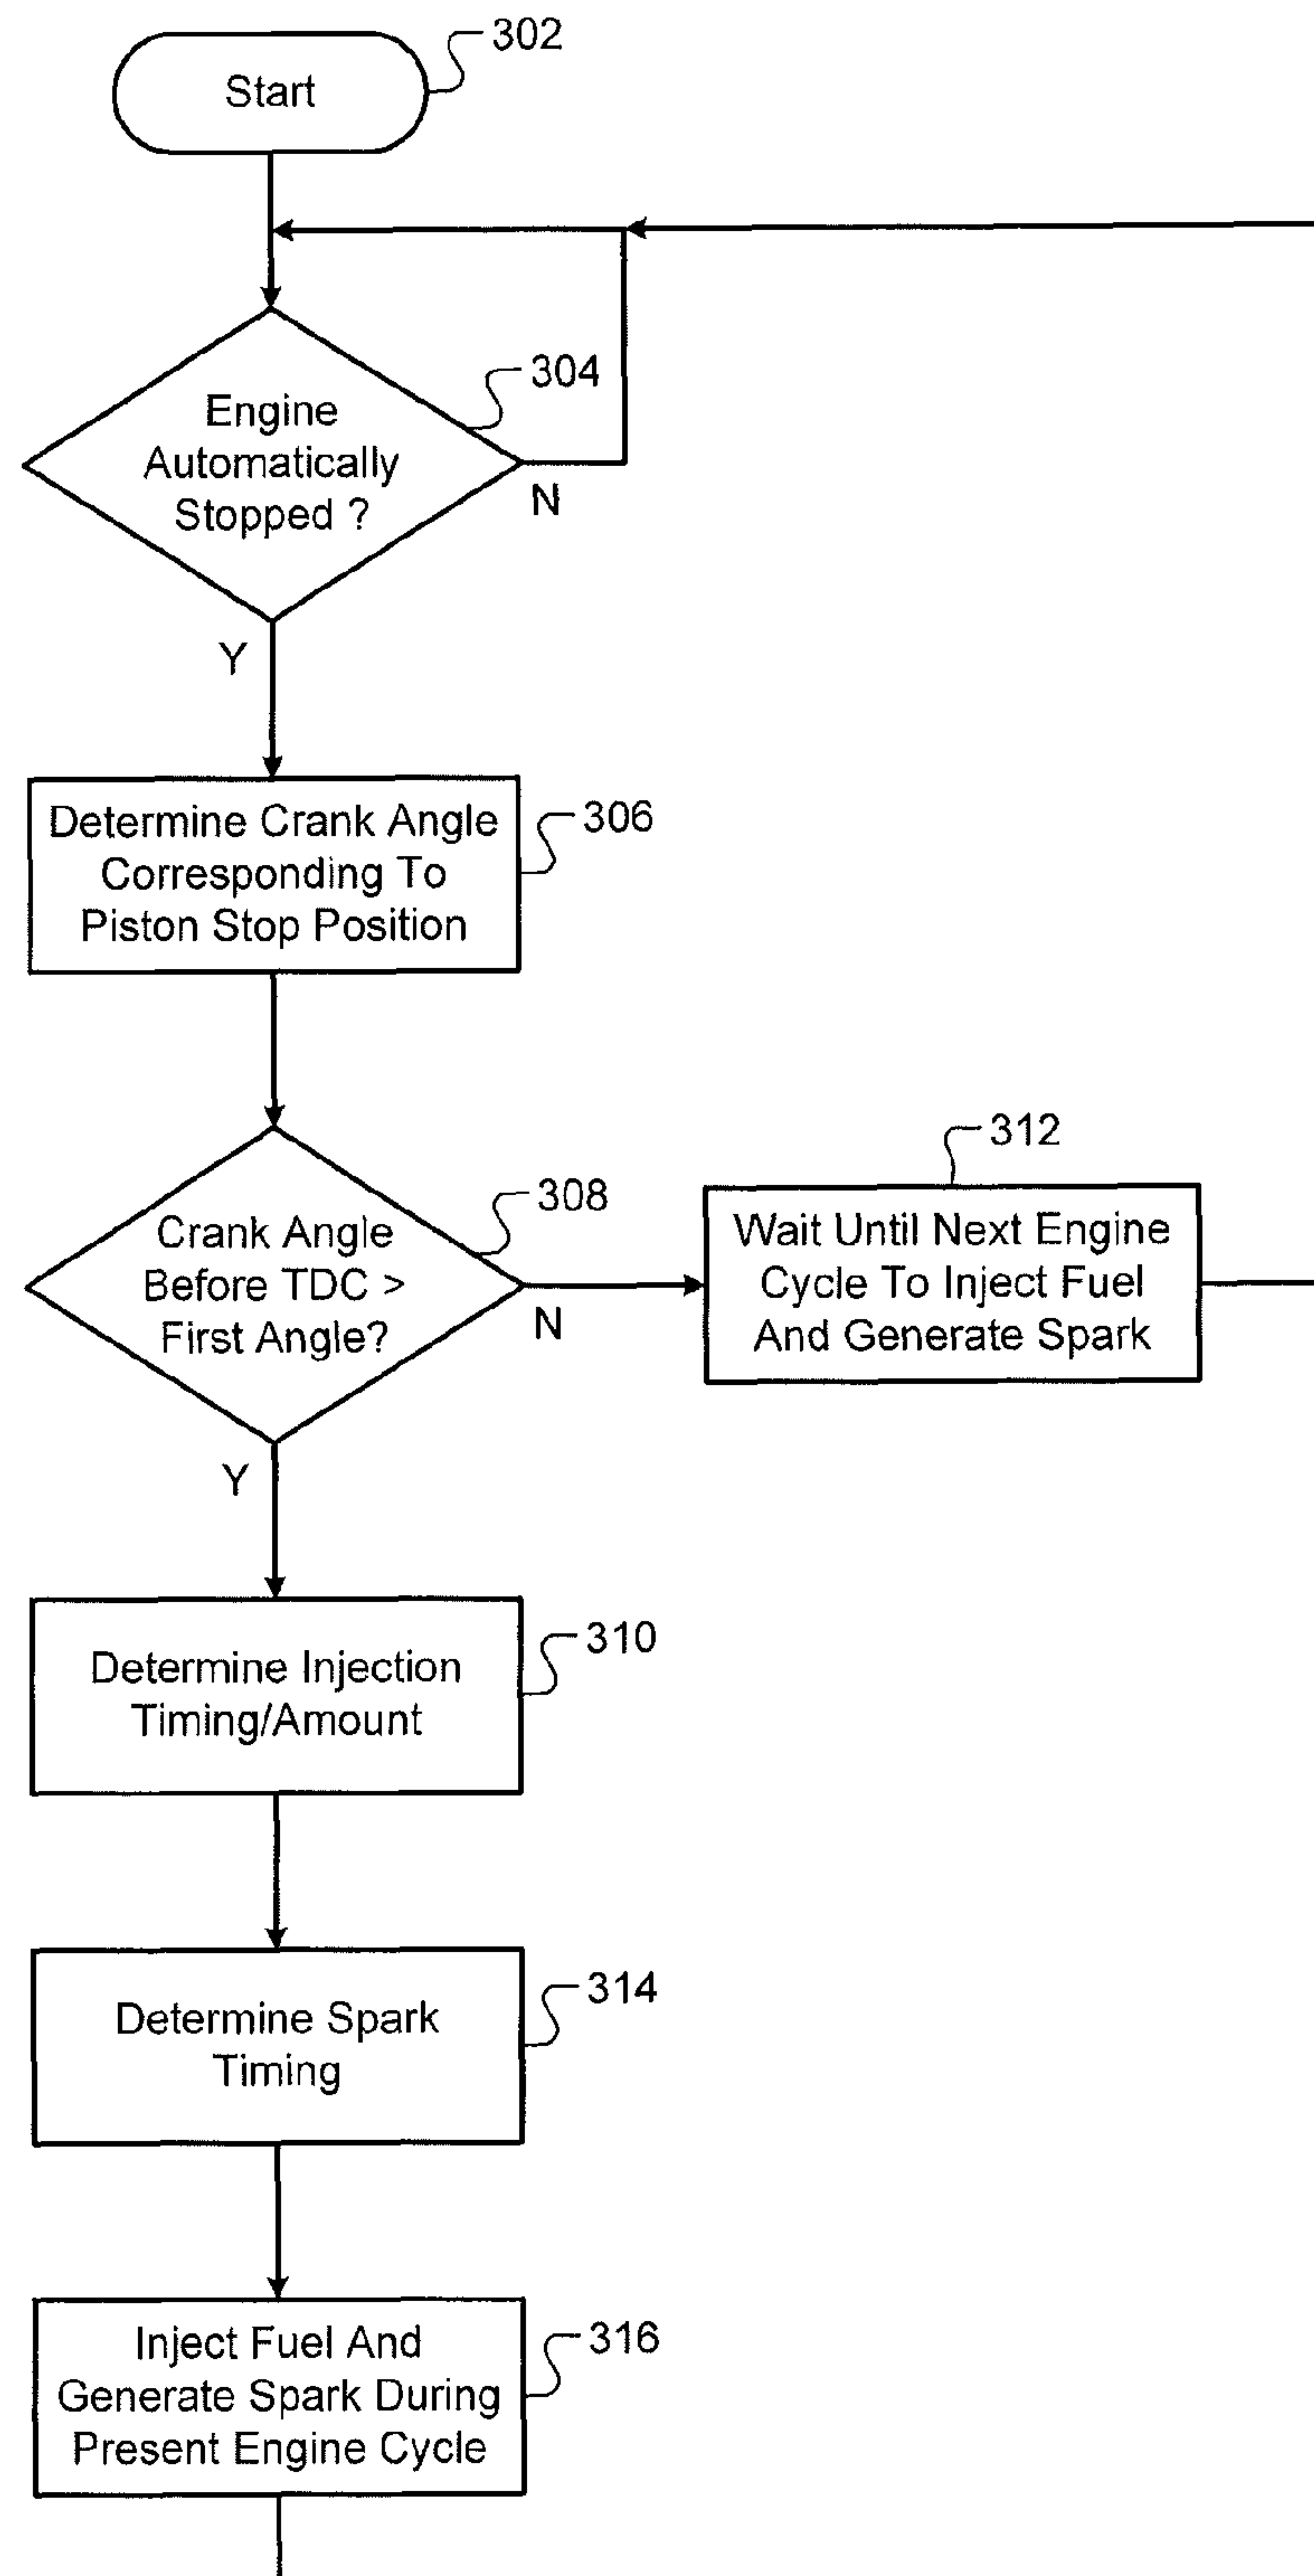 302
Start
304
Engine
Automatically
Stopped ?
N
Y
Determine Crank Angle
Corresponding To
Piston Stop Position
306
308
Crank Angle
Before TDC >
First Angle?
N
Y
312
Wait Until Next Engine
Cycle To Inject Fuel
And Generate Spark
310
Determine Injection
Timing/Amount
314
Determine Spark
Timing
316
Inject Fuel And
Generate Spark During
Present Engine Cycle